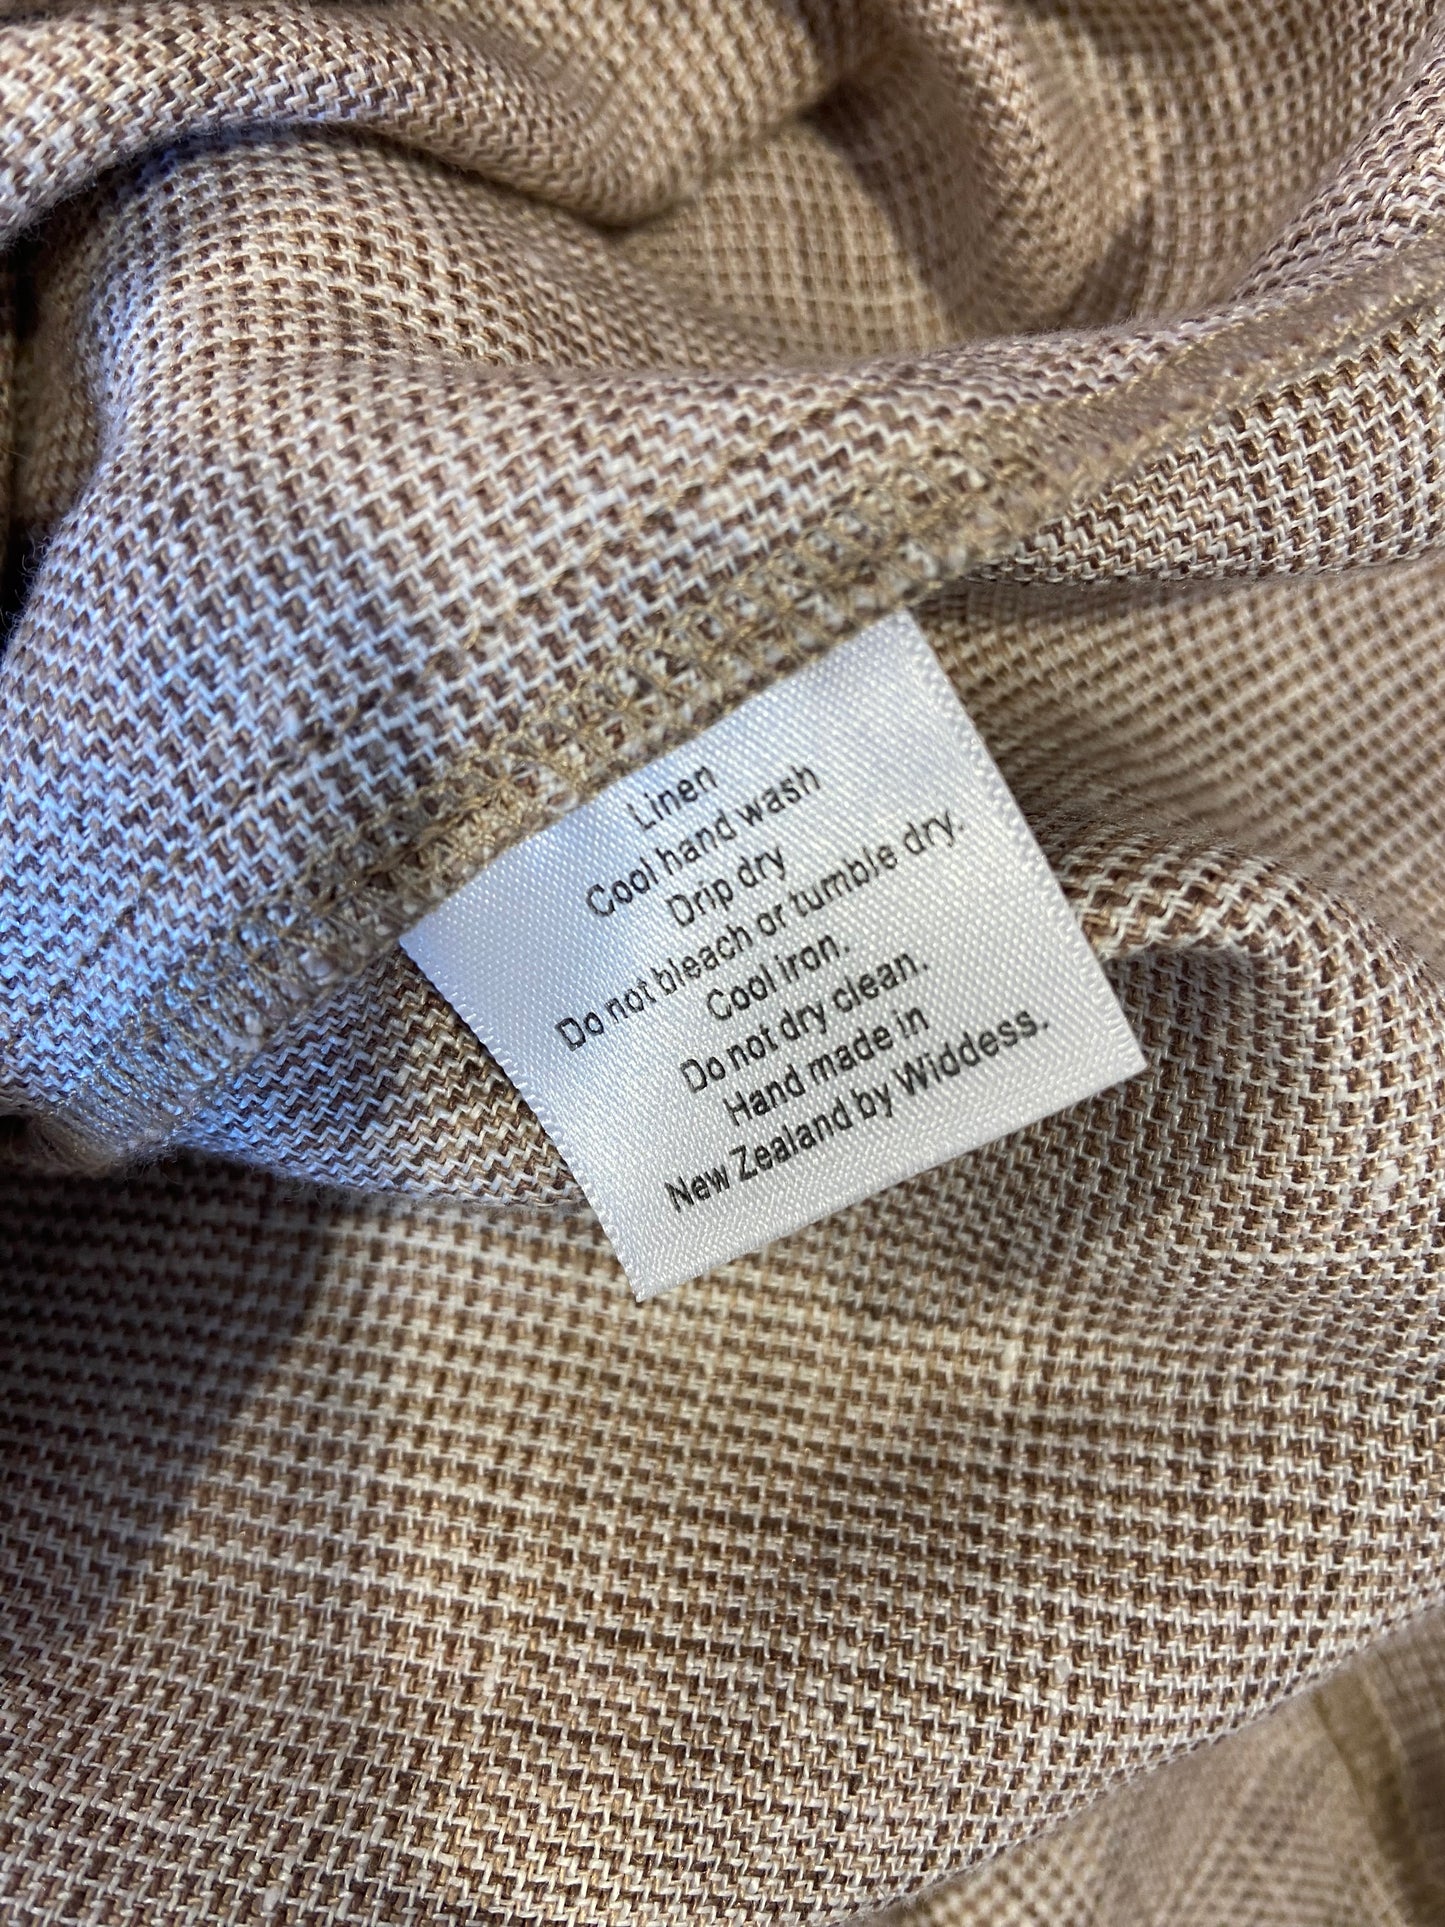 Linen
Cool hand wash
Drip dry
Do not bleach or tumble dry.
Cool iron.
Do not dry clean.
Hand made in
New Zealand by Widdess.